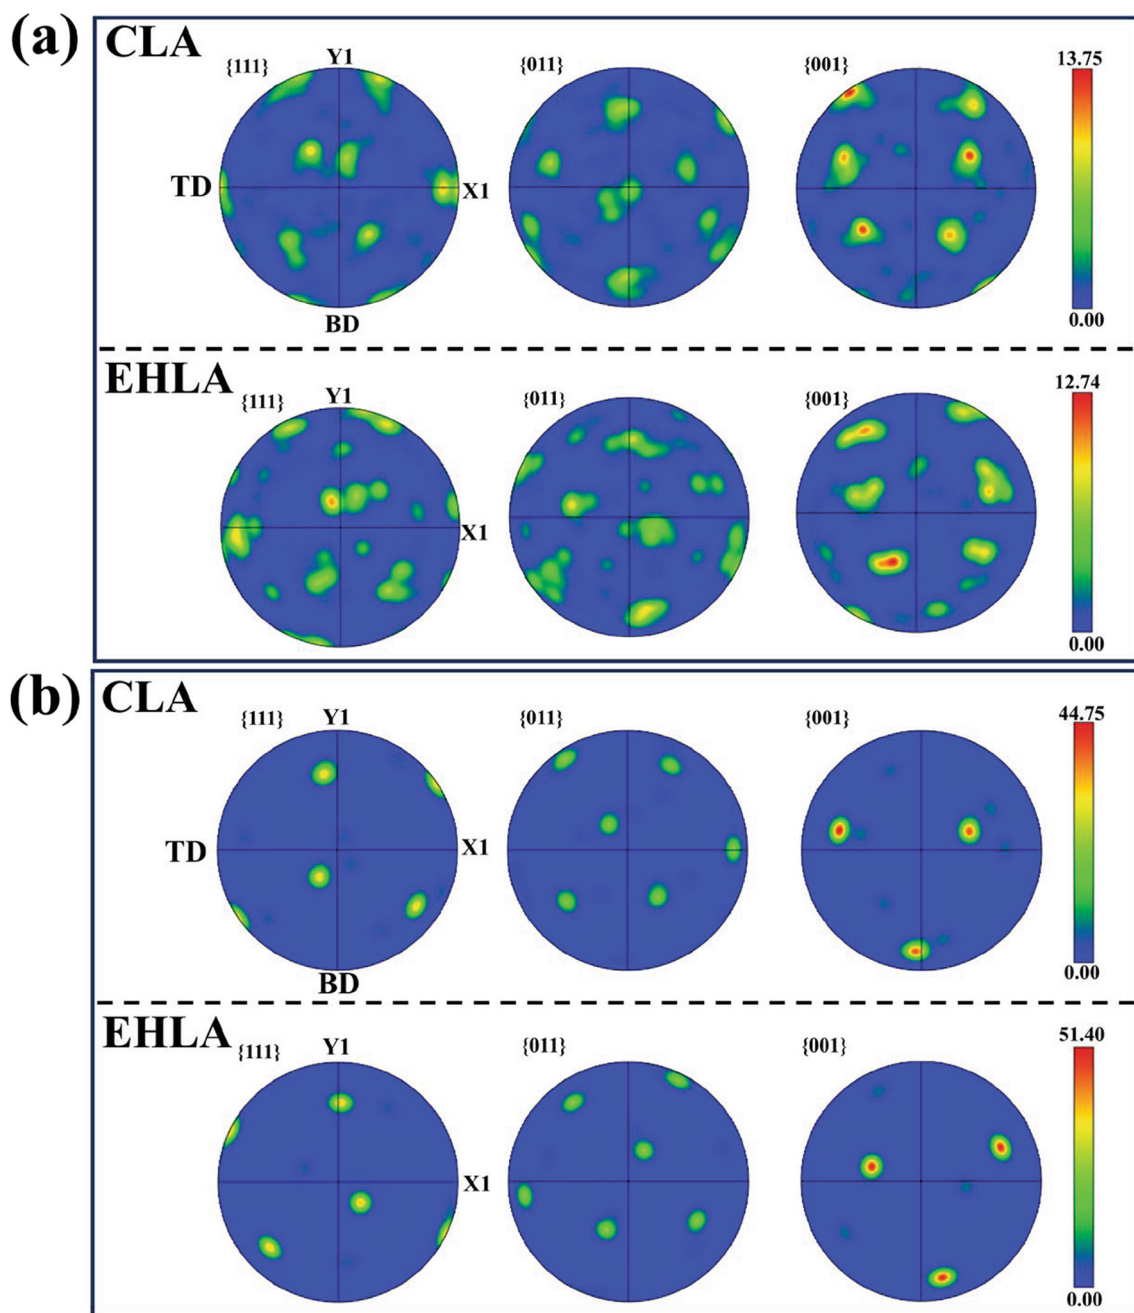 (a)
CLA
{111}
Y1
{011}
{001}
13.75
TD
X1
BD
0.00
EHLA
{111}
Y1
{011}
{001}
12.74
X1
0.00
(b)
CLA
{111}
Y1
{011}
{001}
44.75
TD
X1
BD
0.00
EHLA
{111}
Y1
{011}
{001}
51.40
X1
0.00